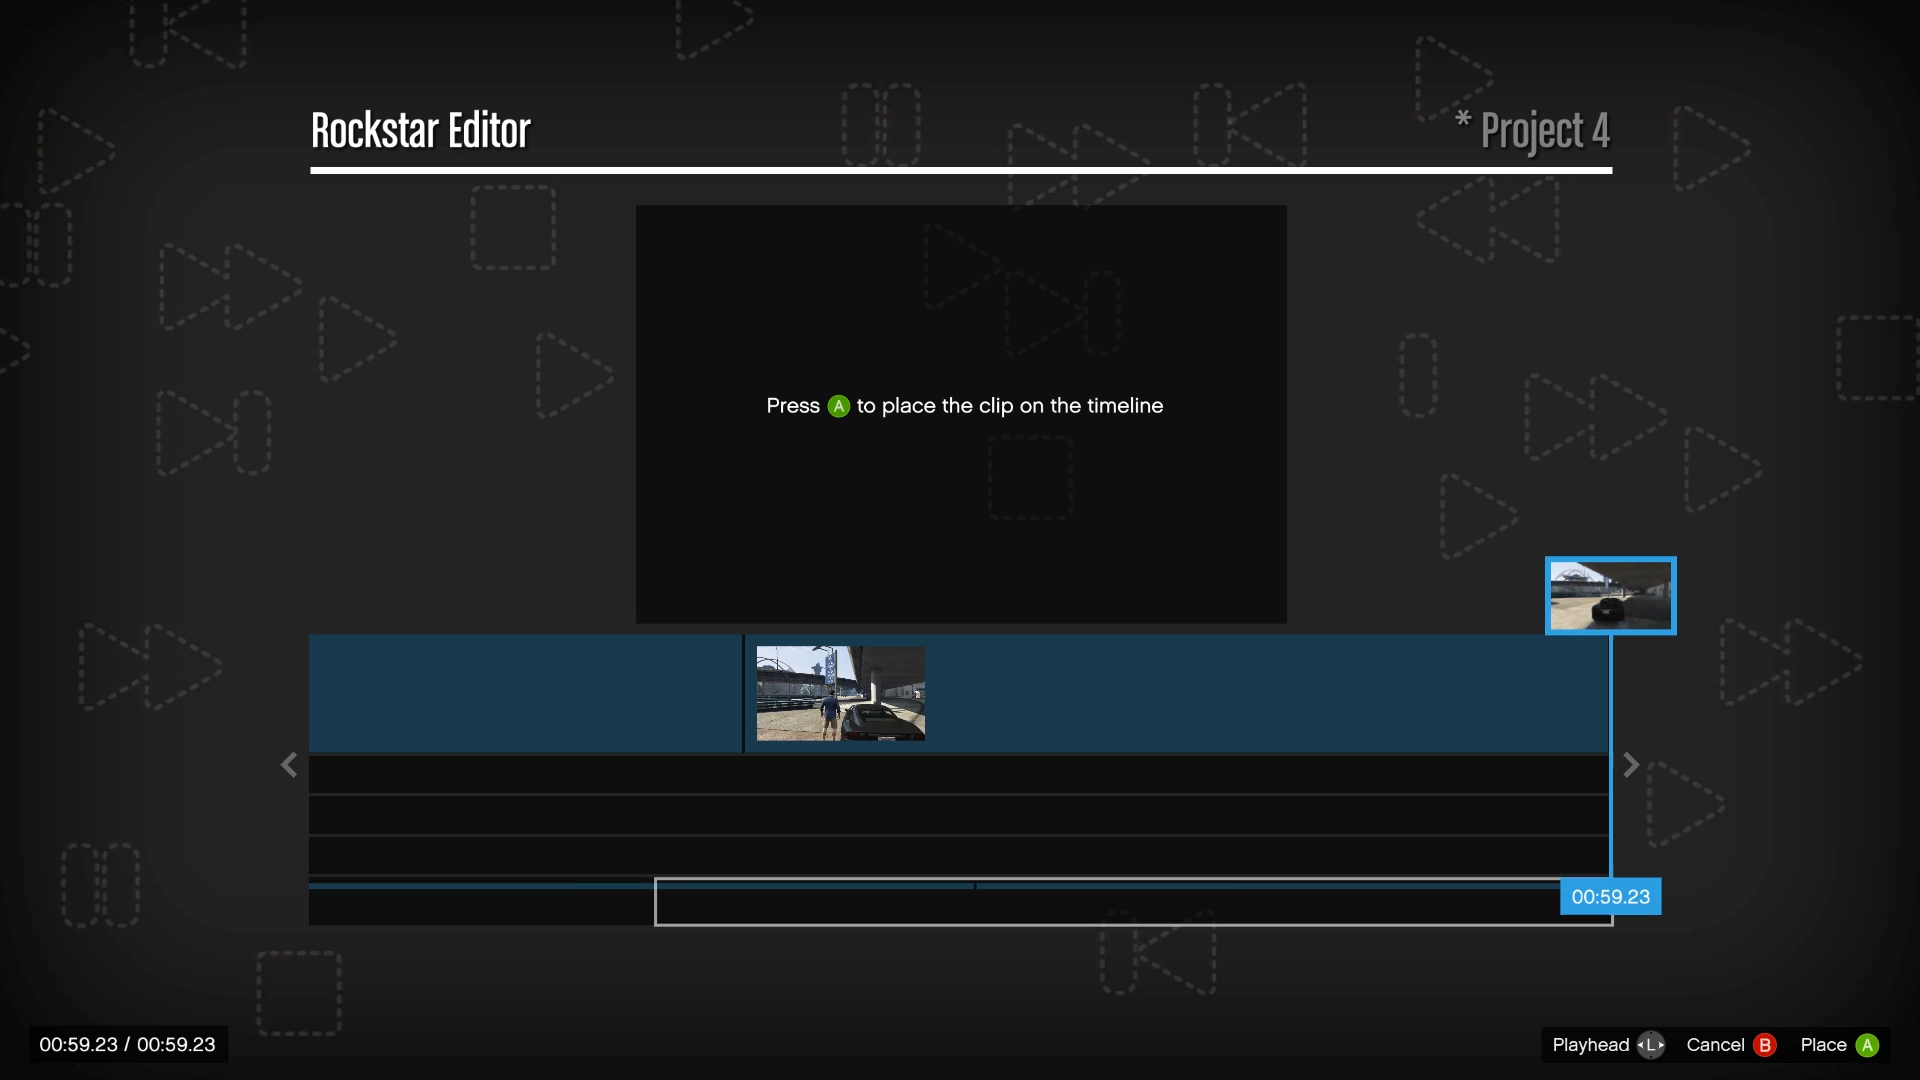 Rockstar Editor
* Project 4
Press A to place the clip on the timeline
00:59.23
00:59.23 / 00:59.23
Playhead L Cancel B Place A